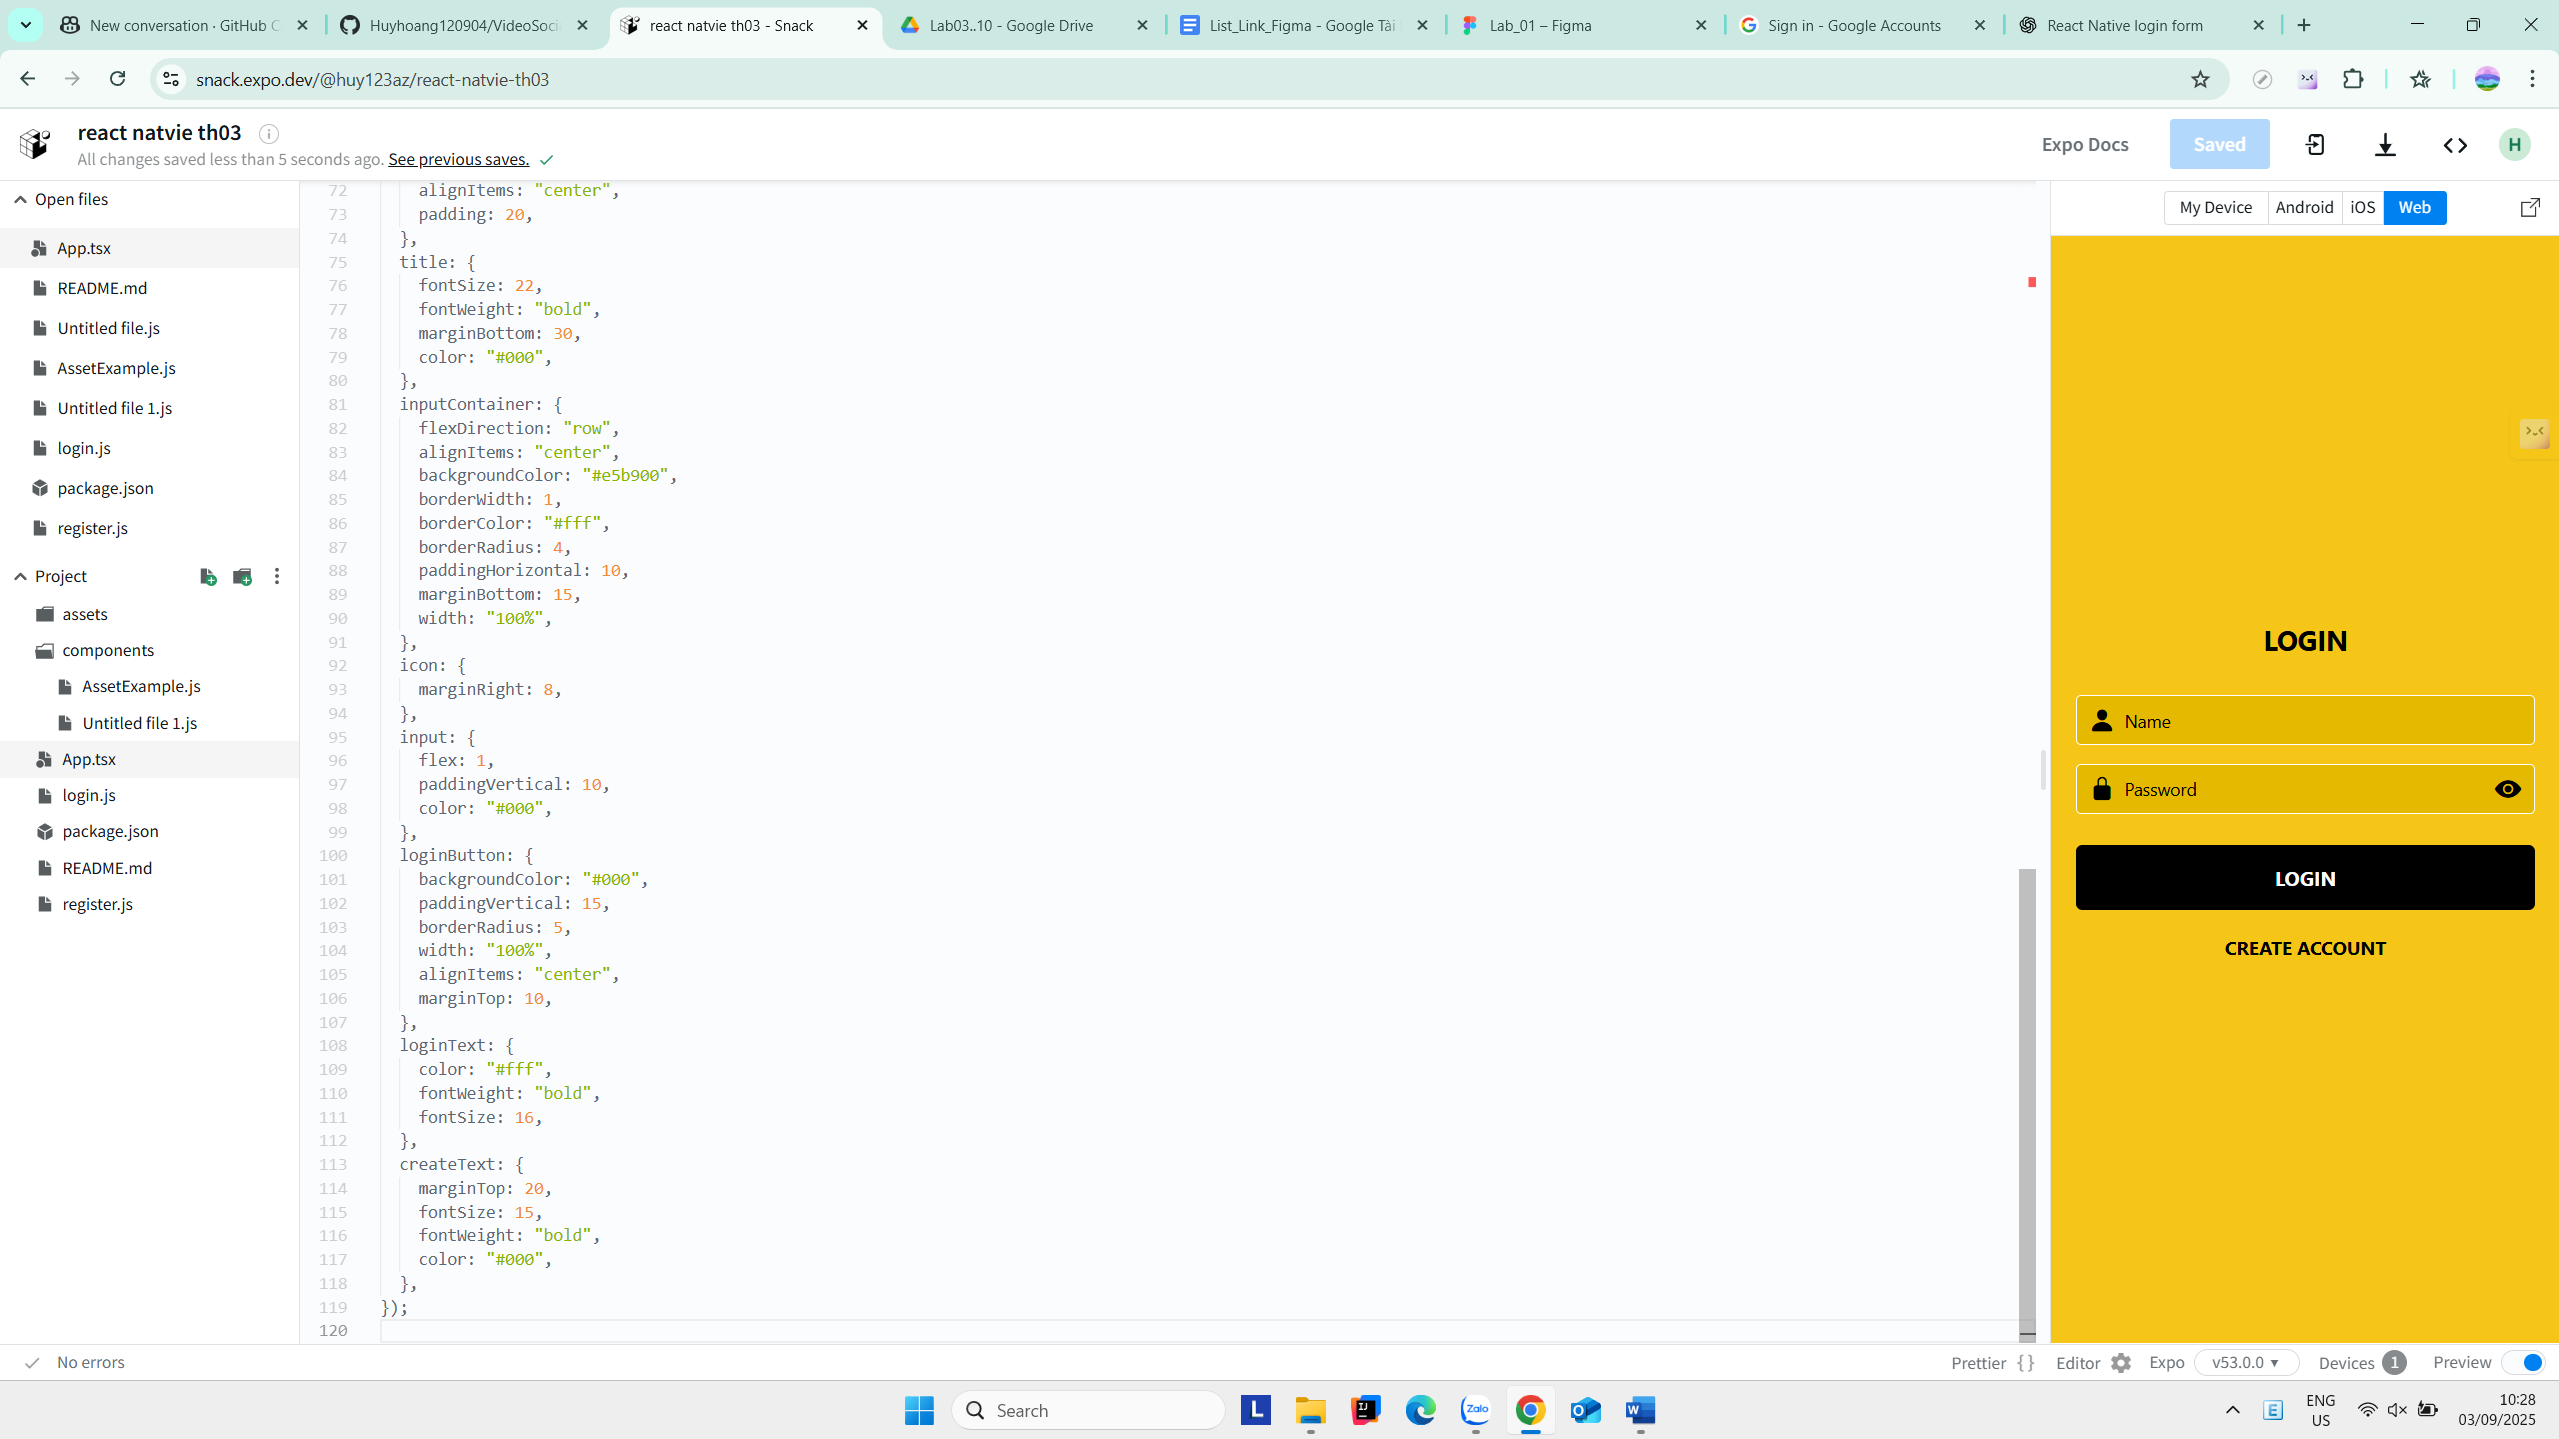 New conversation · GitHub C
Huyhoang120904/VideoSoci
react natvie th03 - Snack
Lab03..10 - Google Drive
List_Link_Figma - Google Tài
Lab_01 – Figma
Sign in - Google Accounts
React Native login form
snack.expo.dev/@huy123az/react-natvie-th03
react natvie th03
All changes saved less than 5 seconds ago. See previous saves.
Expo Docs
Saved
H
Open files
App.tsx
README.md
Untitled file.js
AssetExample.js
Untitled file 1.js
login.js
package.json
register.js
Project
assets
components
AssetExample.js
Untitled file 1.js
App.tsx
login.js
package.json
README.md
register.js
72 alignItems: "center",
73 padding: 20,
74 },
75 title: {
76 fontSize: 22,
77 fontWeight: "bold",
78 marginBottom: 30,
79 color: "#000",
80 },
81 inputContainer: {
82 flexDirection: "row",
83 alignItems: "center",
84 backgroundColor: "#e5b900",
85 borderWidth: 1,
86 borderColor: "#fff",
87 borderRadius: 4,
88 paddingHorizontal: 10,
89 marginBottom: 15,
90 width: "100%",
91 },
92 icon: {
93 marginRight: 8,
94 },
95 input: {
96 flex: 1,
97 paddingVertical: 10,
98 color: "#000",
99 },
100 loginButton: {
101 backgroundColor: "#000",
102 paddingVertical: 15,
103 borderRadius: 5,
104 width: "100%",
105 alignItems: "center",
106 marginTop: 10,
107 },
108 loginText: {
109 color: "#fff",
110 fontWeight: "bold",
111 fontSize: 16,
112 },
113 createText: {
114 marginTop: 20,
115 fontSize: 15,
116 fontWeight: "bold",
117 color: "#000",
118 },
119 });
120
My Device
Android
iOS
Web
LOGIN
Name
Password
LOGIN
CREATE ACCOUNT
No errors
Prettier {}
Editor
Expo
v53.0.0
Devices 1
Preview
Search
L
IJ
Zalo
W
E
ENG
US
10:28
03/09/2025